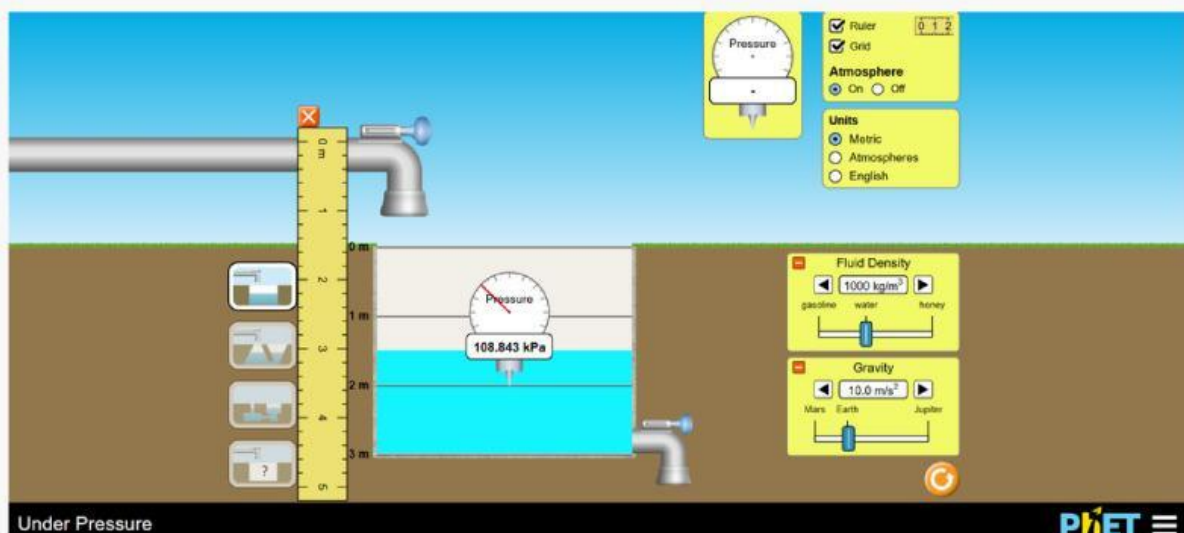 Pressure
-
Ruler
0 1 2
Grid
Atmosphere
On
Off
Units
Metric
Atmospheres
English
0 m
1
2
3
4
5
0 m
1 m
2 m
3 m
Pressure
108.843 kPa
Fluid Density
1000 kg/m³
gasoline
water
honey
Gravity
10.0 m/s²
Mars
Earth
Jupiter
?
Under Pressure
PhET